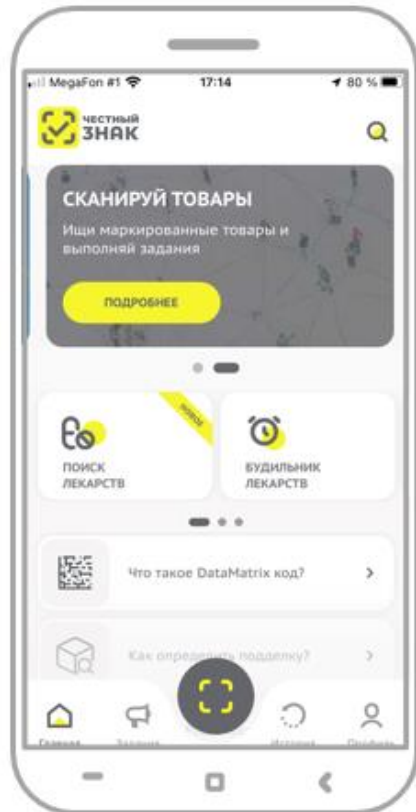 MegaFon #1 17:14 80 %
честный
ЗНАК
СКАНИРУЙ ТОВАРЫ
Ищи маркированные товары и
выполняй задания
ПОДРОБНЕЕ
НОВОЕ
ПОИСК
ЛЕКАРСТВ
БУДИЛЬНИК
ЛЕКАРСТВ
Что такое DataMatrix код?
Как определить подделку?
Главная Задания История Профиль